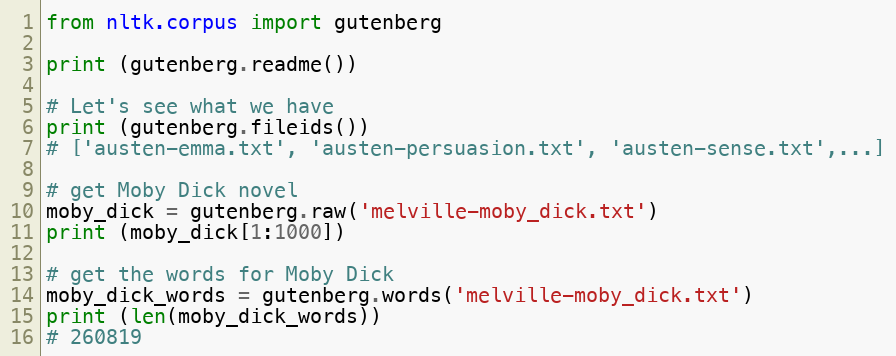 1 from nltk.corpus import gutenberg
2
3 print (gutenberg.readme())
4
5 # Let's see what we have
6 print (gutenberg.fileids())
7 # ['austen-emma.txt', 'austen-persuasion.txt', 'austen-sense.txt',...]
8
9 # get Moby Dick novel
10 moby_dick = gutenberg.raw('melville-moby_dick.txt')
11 print (moby_dick[1:1000])
12
13 # get the words for Moby Dick
14 moby_dick_words = gutenberg.words('melville-moby_dick.txt')
15 print (len(moby_dick_words))
16 # 260819